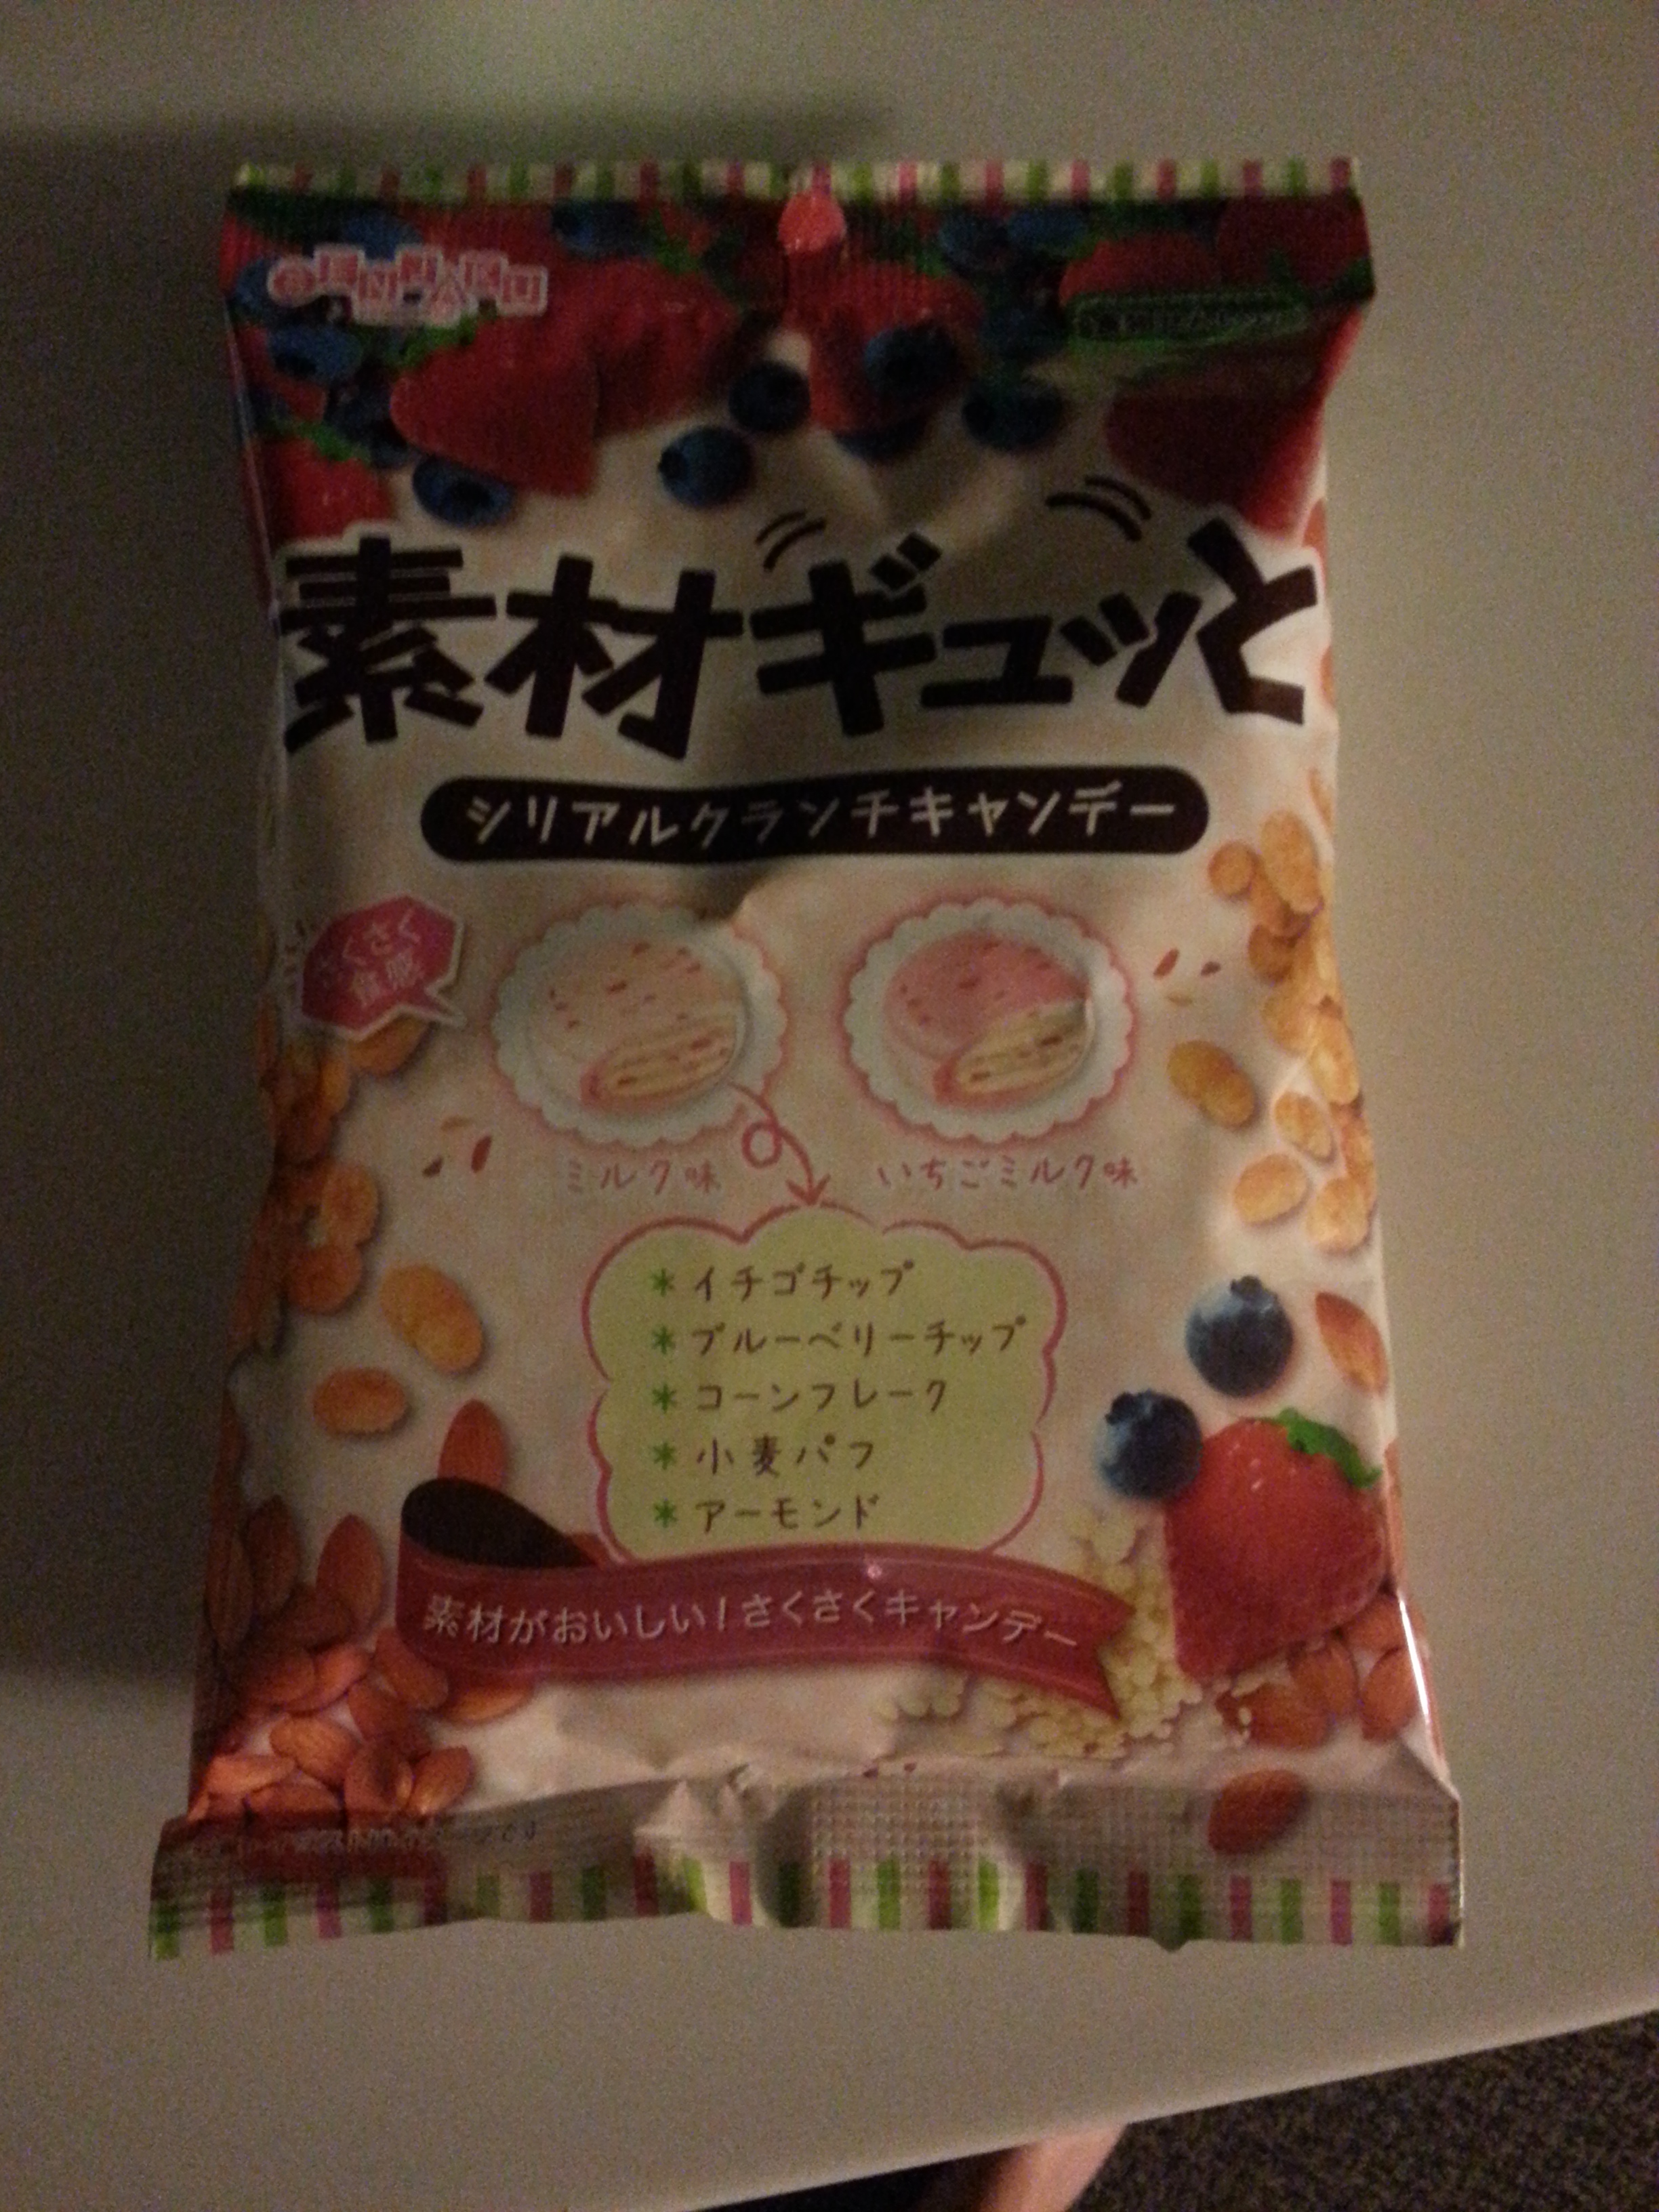 SENJAKU
素材ギュッと
シリアルクランチキャンデー
さくさく
食感
ミルク味
いちごミルク味
* イチゴチップ
* ブルーベリーチップ
* コーンフレーク
* 小麦パフ
* アーモンド
素材がおいしい！さくさくキャンデー